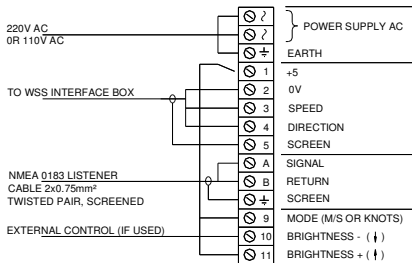 220V AC
0R 110V AC
POWER SUPPLY AC
EARTH
1 +5
TO WSS INTERFACE BOX
2 0V
3 SPEED
4 DIRECTION
5 SCREEN
A SIGNAL
NMEA 0183 LISTENER
CABLE 2x0.75mm²
TWISTED PAIR, SCREENED
B RETURN
SCREEN
9 MODE (M/S OR KNOTS)
EXTERNAL CONTROL (IF USED)
10 BRIGHTNESS - ( )
11 BRIGHTNESS + ( )